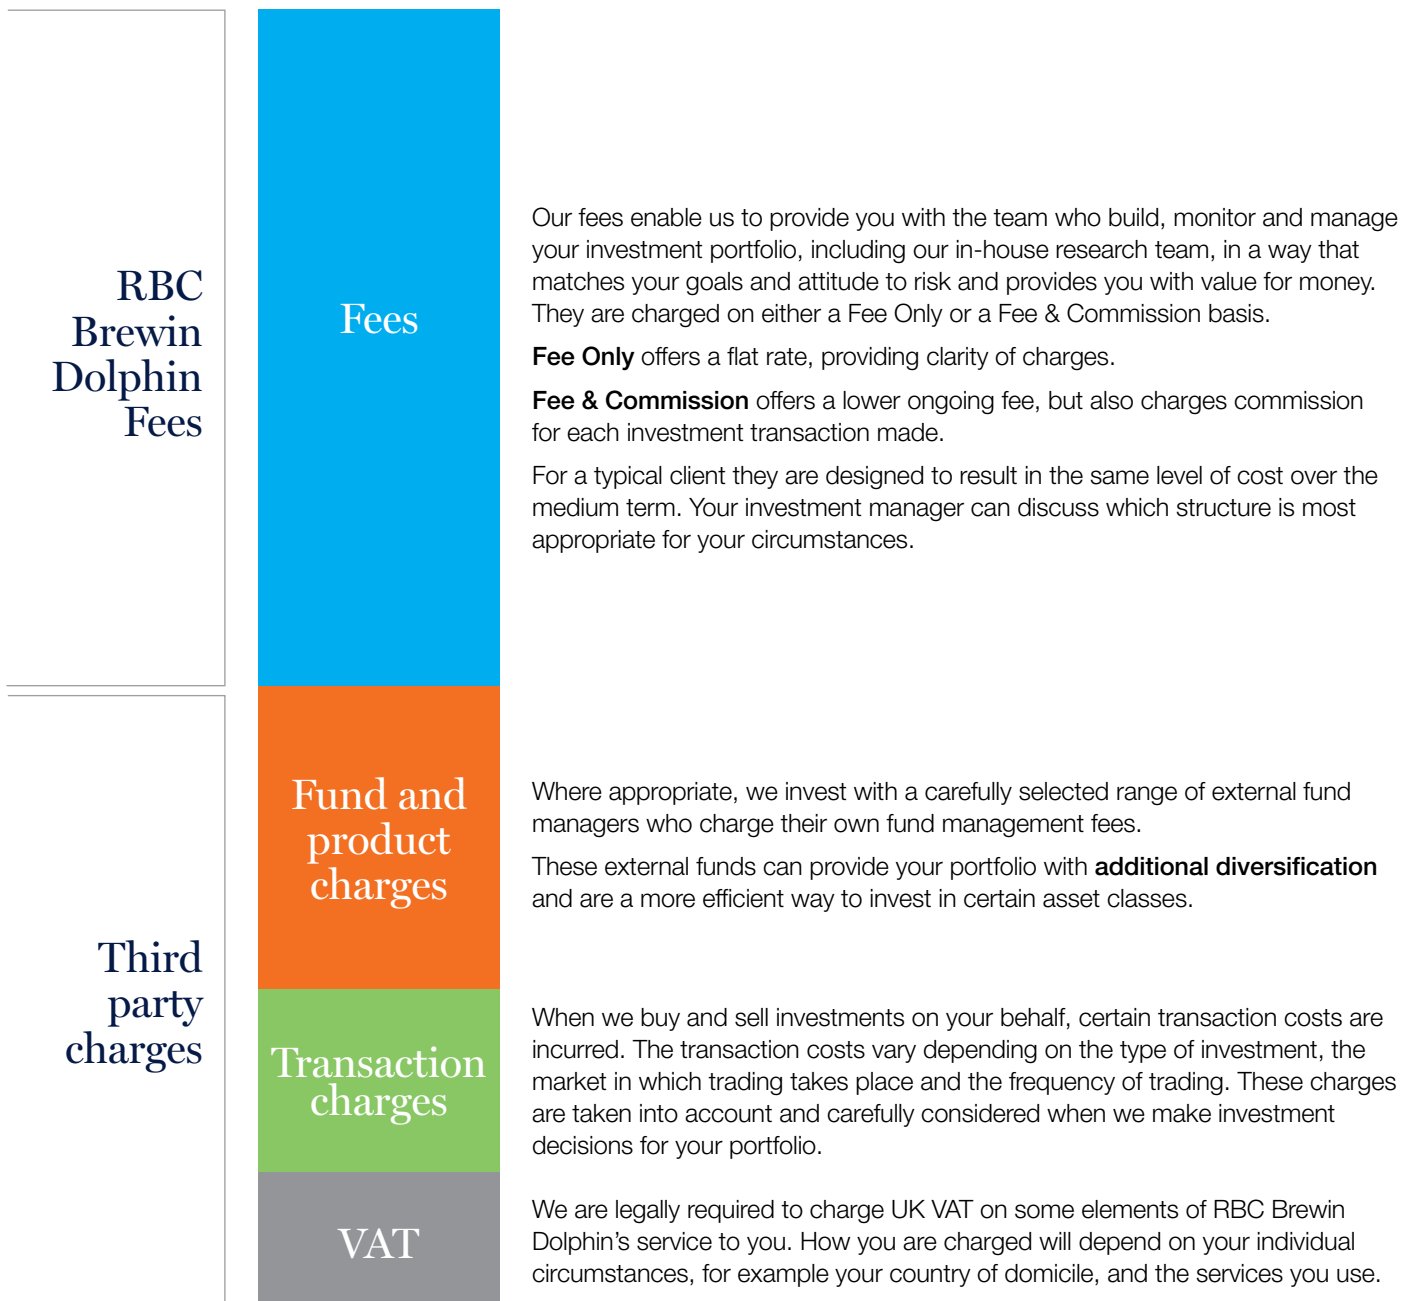 RBC
Brewin
Dolphin
Fees
Fees
Our fees enable us to provide you with the team who build, monitor and manage
your investment portfolio, including our in-house research team, in a way that
matches your goals and attitude to risk and provides you with value for money.
They are charged on either a Fee Only or a Fee & Commission basis.
Fee Only offers a flat rate, providing clarity of charges.
Fee & Commission offers a lower ongoing fee, but also charges commission
for each investment transaction made.
For a typical client they are designed to result in the same level of cost over the
medium term. Your investment manager can discuss which structure is most
appropriate for your circumstances.
Third
party
charges
Fund and
product
charges
Where appropriate, we invest with a carefully selected range of external fund
managers who charge their own fund management fees.
These external funds can provide your portfolio with additional diversification
and are a more efficient way to invest in certain asset classes.
Transaction
charges
When we buy and sell investments on your behalf, certain transaction costs are
incurred. The transaction costs vary depending on the type of investment, the
market in which trading takes place and the frequency of trading. These charges
are taken into account and carefully considered when we make investment
decisions for your portfolio.
VAT
We are legally required to charge UK VAT on some elements of RBC Brewin
Dolphin’s service to you. How you are charged will depend on your individual
circumstances, for example your country of domicile, and the services you use.